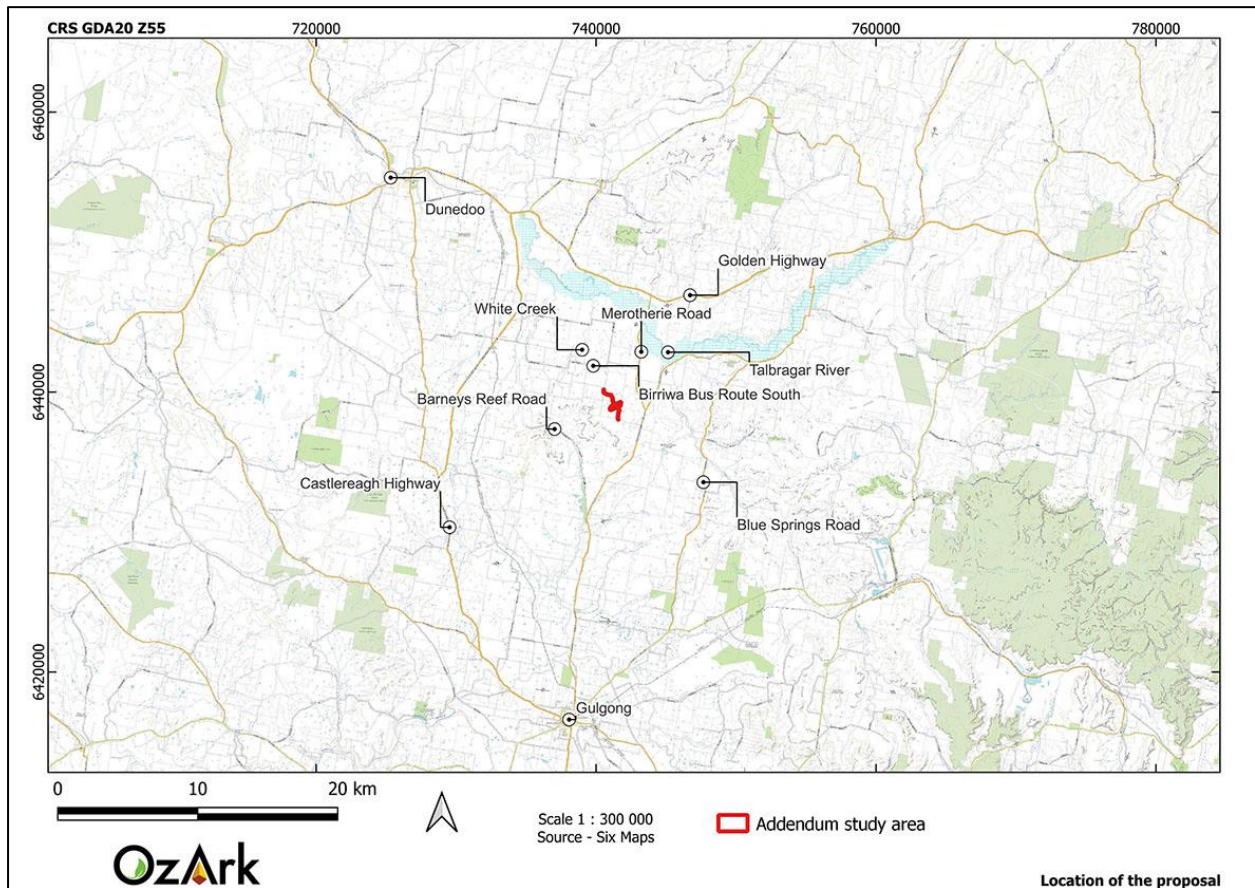 CRS GDA20 Z55
720000
740000
760000
780000
6460000
6440000
6420000
Dunedoo
Golden Highway
White Creek
Merotherie Road
Talbragar River
Birriwa Bus Route South
Barneys Reef Road
Castlereagh Highway
Blue Springs Road
Gulgong
0
10
20 km
Scale 1 : 300 000
Source - Six Maps
Addendum study area
OzArk
Location of the proposal